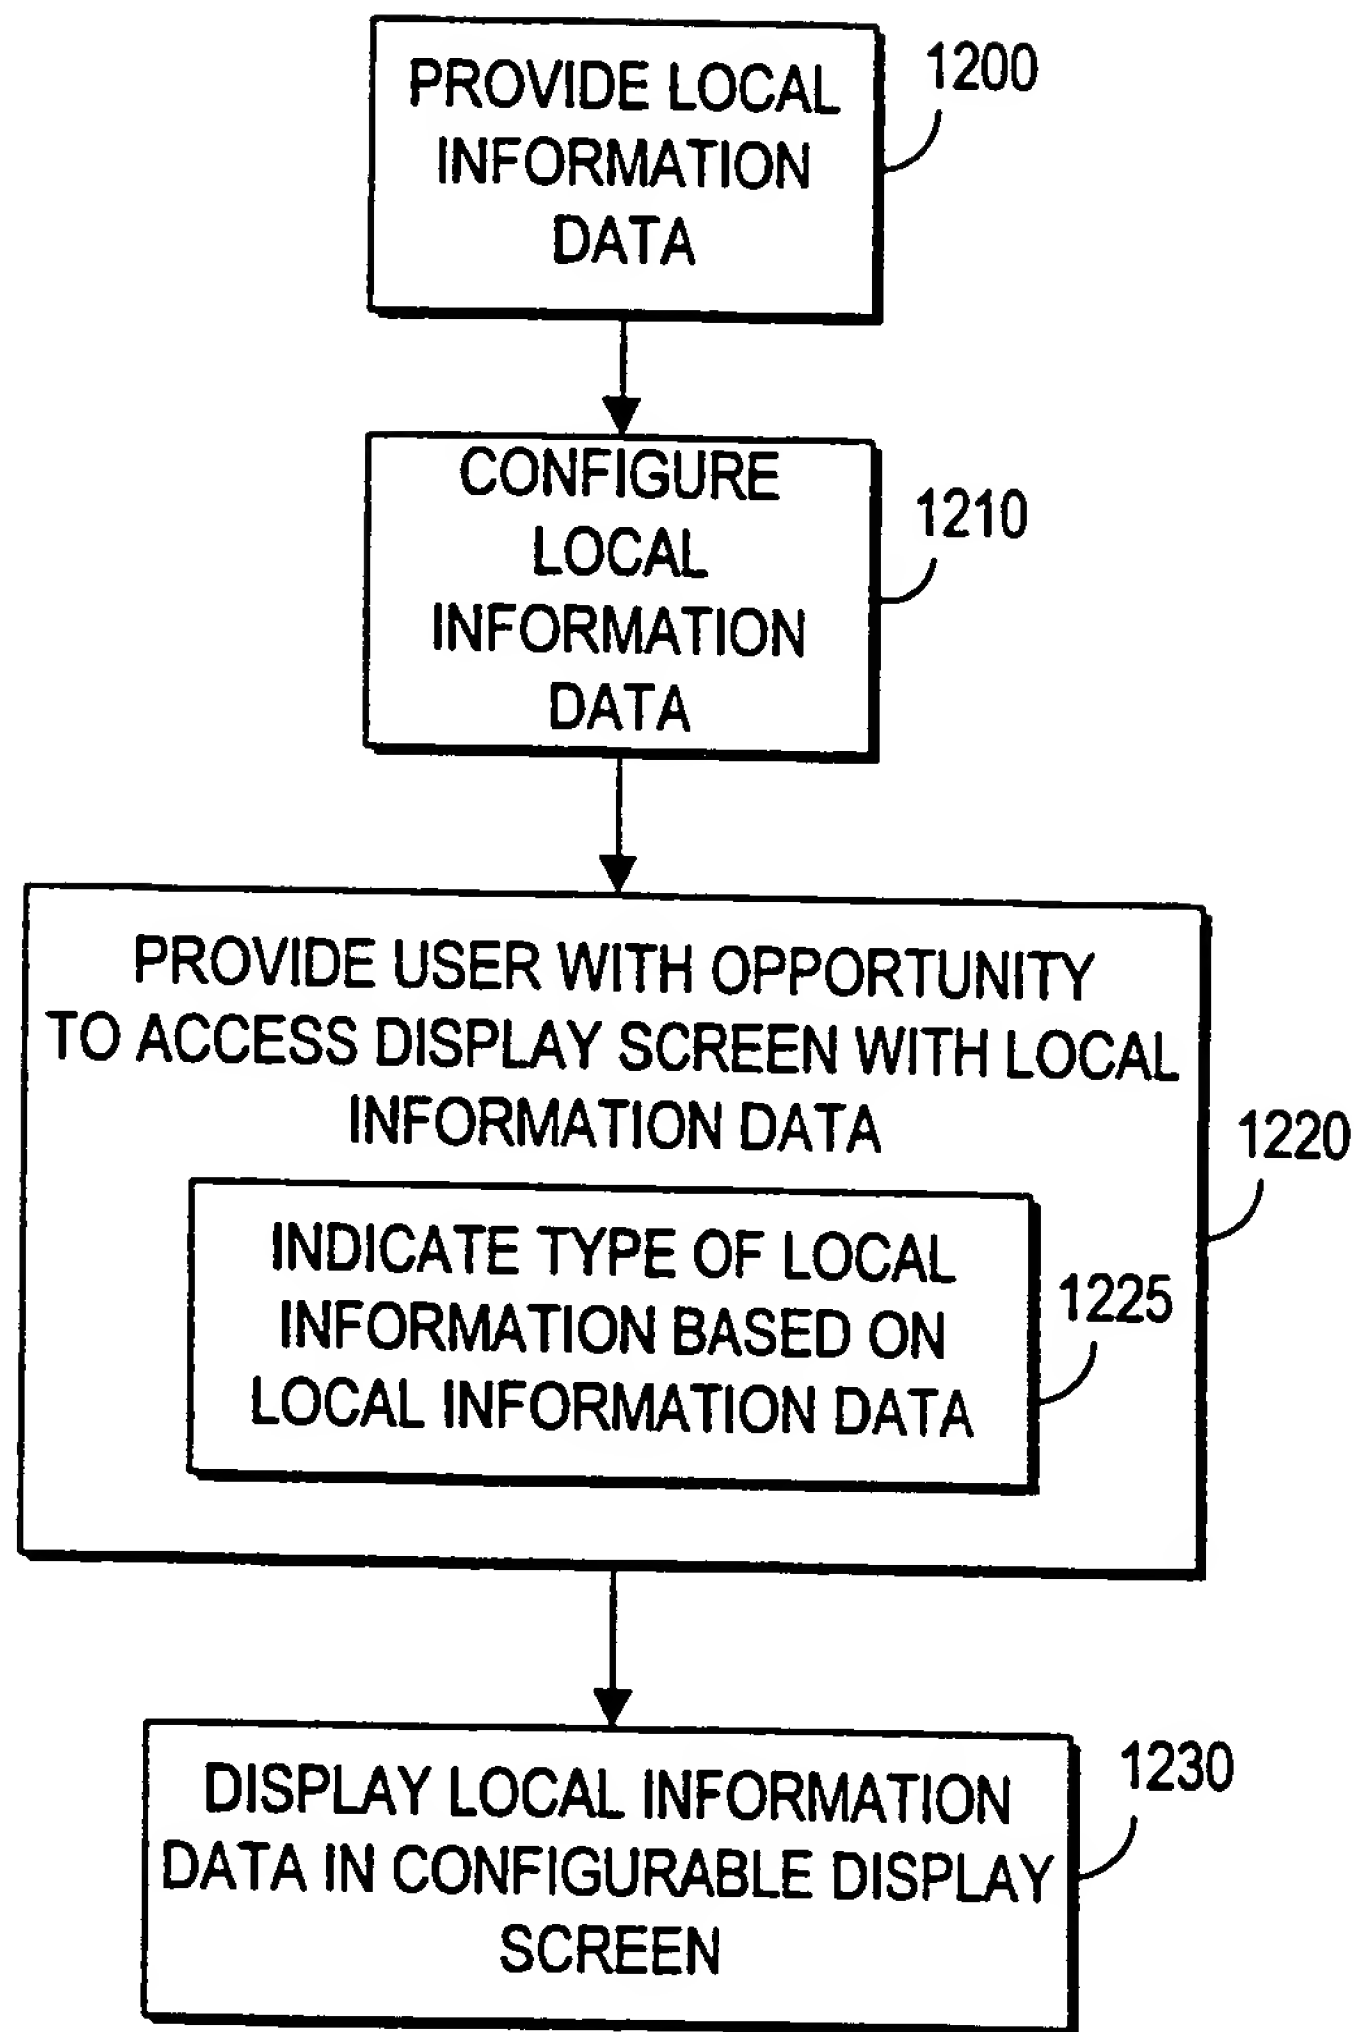 PROVIDE LOCAL
INFORMATION
DATA
1200
CONFIGURE
LOCAL
INFORMATION
DATA
1210
PROVIDE USER WITH OPPORTUNITY
TO ACCESS DISPLAY SCREEN WITH LOCAL
INFORMATION DATA
1220
INDICATE TYPE OF LOCAL
INFORMATION BASED ON
LOCAL INFORMATION DATA
1225
DISPLAY LOCAL INFORMATION
DATA IN CONFIGURABLE DISPLAY
SCREEN
1230